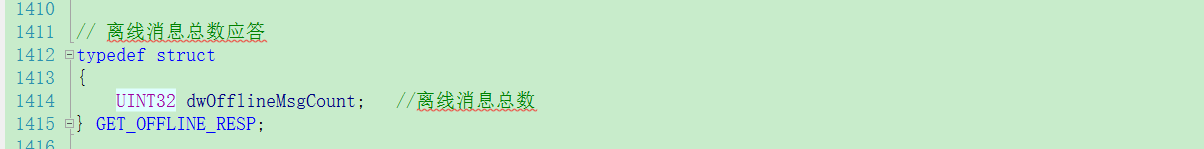 1410
1411 // 离线消息总数应答
1412 typedef struct
1413 {
1414 UINT32 dwOfflineMsgCount; //离线消息总数
1415 } GET_OFFLINE_RESP;
1416